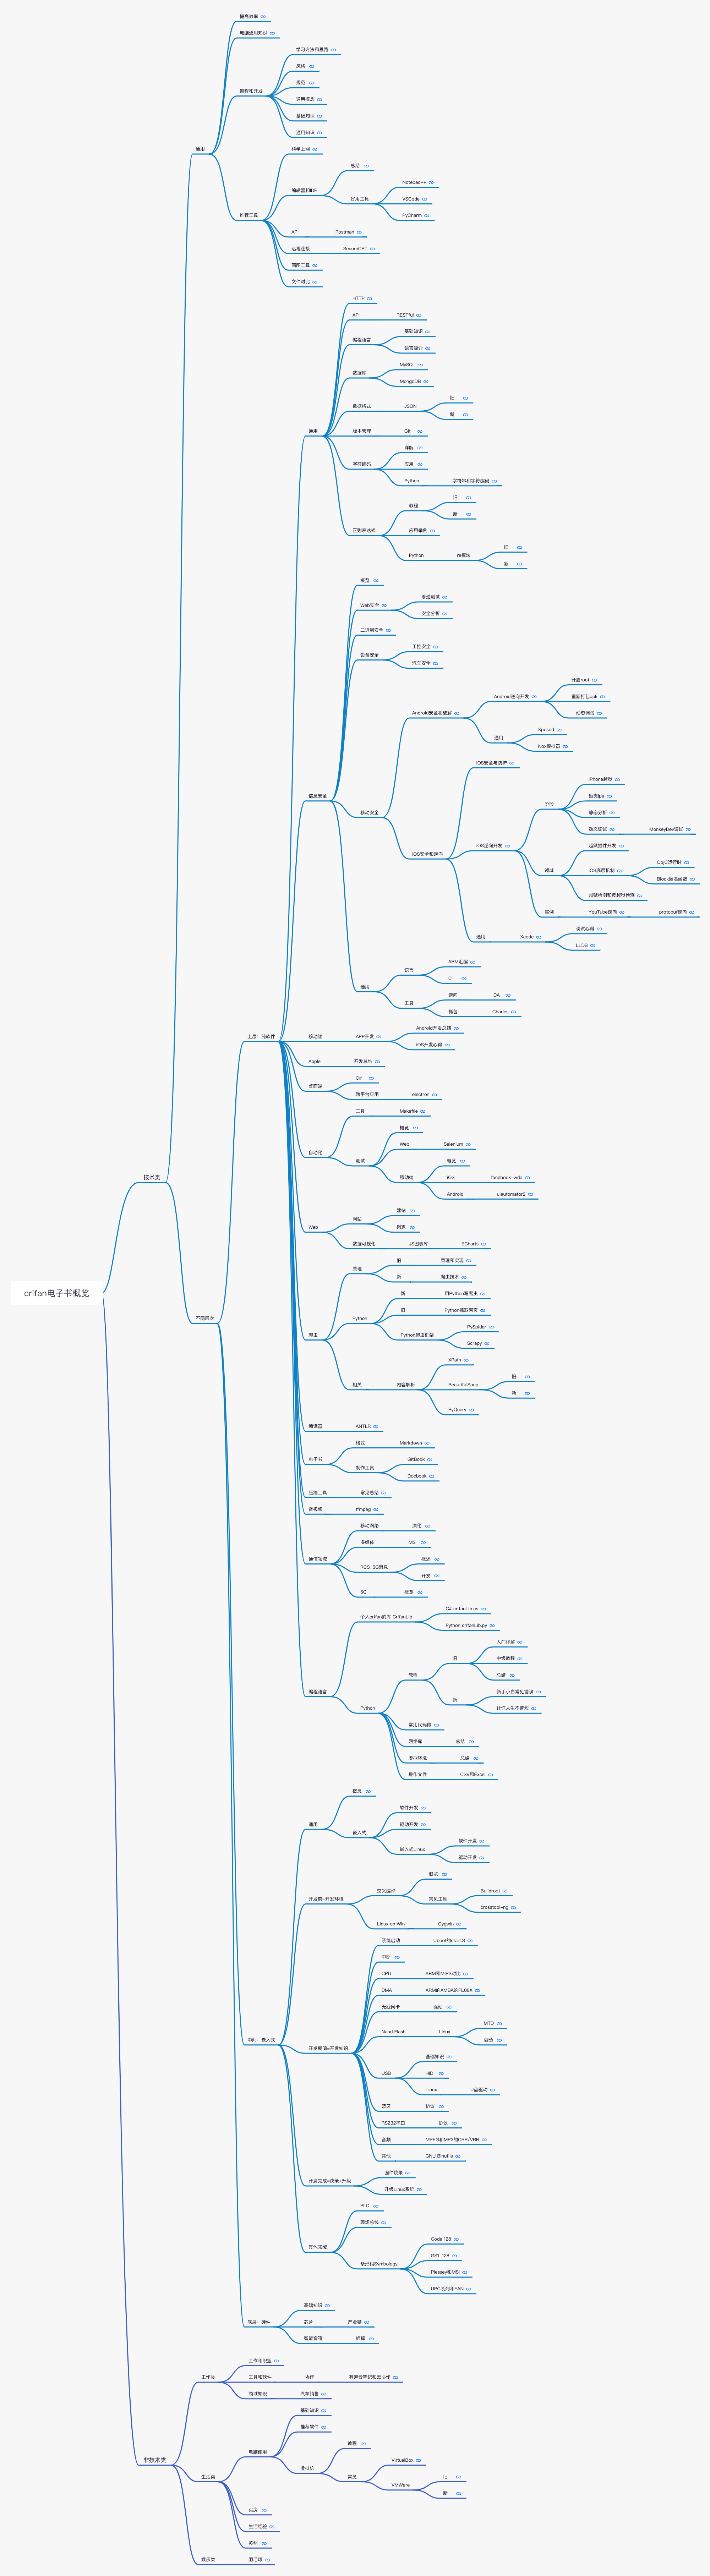 crifan电子书概览
技术类
通用
提高效率
电脑通用知识
编程和开发
学习方法和思路
风格
规范
通用概念
基础知识
通用知识
推荐工具
科学上网
编辑器和IDE
总结
好用工具
Notepad++
VSCode
PyCharm
API
Postman
远程连接
SecureCRT
画图工具
文件对比
不同层次
上层：纯软件
通用
HTTP
API
RESTful
编程语言
基础知识
语言简介
数据库
MySQL
MongoDB
数据格式
JSON
旧
新
版本管理
Git
字符编码
详解
应用
Python
字符串和字符编码
正则表达式
教程
旧
新
应用举例
Python
re模块
旧
新
信息安全
概览
Web安全
渗透测试
安全分析
二进制安全
设备安全
工控安全
汽车安全
移动安全
Android安全和破解
Android逆向开发
开启root
重新打包apk
动态调试
通用
Xposed
Nox模拟器
iOS安全和逆向
iOS安全与防护
iOS逆向开发
阶段
iPhone越狱
砸壳ipa
静态分析
动态调试
MonkeyDev调试
领域
越狱插件开发
iOS底层机制
ObjC运行时
Block匿名函数
越狱检测和反越狱检测
实例
YouTube逆向
protobuf逆向
通用
Xcode
调试心得
LLDB
通用
语言
ARM汇编
C
工具
逆向
IDA
抓包
Charles
移动端
APP开发
Android开发总结
iOS开发心得
Apple
开发总结
桌面端
C#
跨平台应用
electron
自动化
工具
Makefile
测试
概览
Web
Selenium
移动端
概览
iOS
facebook-wda
Android
uiautomator2
Web
网站
建站
搬家
数据可视化
JS图表库
ECharts
爬虫
原理
旧
原理和实现
新
爬虫技术
Python
新
用Python写爬虫
旧
Python抓取网页
Python爬虫框架
PySpider
Scrapy
相关
内容解析
XPath
BeautifulSoup
旧
新
PyQuery
编译器
ANTLR
电子书
格式
Markdown
制作工具
GitBook
Docbook
压缩工具
常见总结
音视频
ffmpeg
通信领域
移动网络
演化
多媒体
IMS
RCS=5G消息
概述
开发
5G
概览
编程语言
个人crifan的库 CrifanLib
C# crifanLib.cs
Python crifanLib.py
Python
教程
旧
入门详解
中级教程
总结
新
新手小白常见错误
让你人生不苦短
常用代码段
网络库
总结
虚拟环境
总结
操作文件
CSV和Excel
中间：嵌入式
通用
概念
嵌入式
软件开发
驱动开发
嵌入式Linux
软件开发
驱动开发
开发前=开发环境
交叉编译
概览
常见工具
Buildroot
crosstool-ng
Linux on Win
Cygwin
开发期间=开发知识
系统启动
Uboot的start.S
中断
CPU
ARM和MIPS对比
DMA
ARM的AMBA的PL08X
无线网卡
驱动
Nand Flash
Linux
MTD
驱动
USB
基础知识
HID
Linux
U盘驱动
蓝牙
协议
RS232串口
协议
音频
MPEG和MP3的CBR/VBR
其他
GNU Binutils
开发完成=烧录+升级
固件烧录
升级Linux系统
其他领域
PLC
现场总线
条形码Symbology
Code 128
GS1-128
Plessey和MSI
UPC系列和EAN
底层：硬件
基础知识
芯片
产业链
智能音箱
拆解
非技术类
工作类
工作和职业
工具和软件
协作
有道云笔记和云协作
领域知识
汽车销售
生活类
电脑使用
基础知识
推荐软件
虚拟机
教程
常见
VirtualBox
VMWare
旧
新
买房
生活经验
苏州
娱乐类
羽毛球